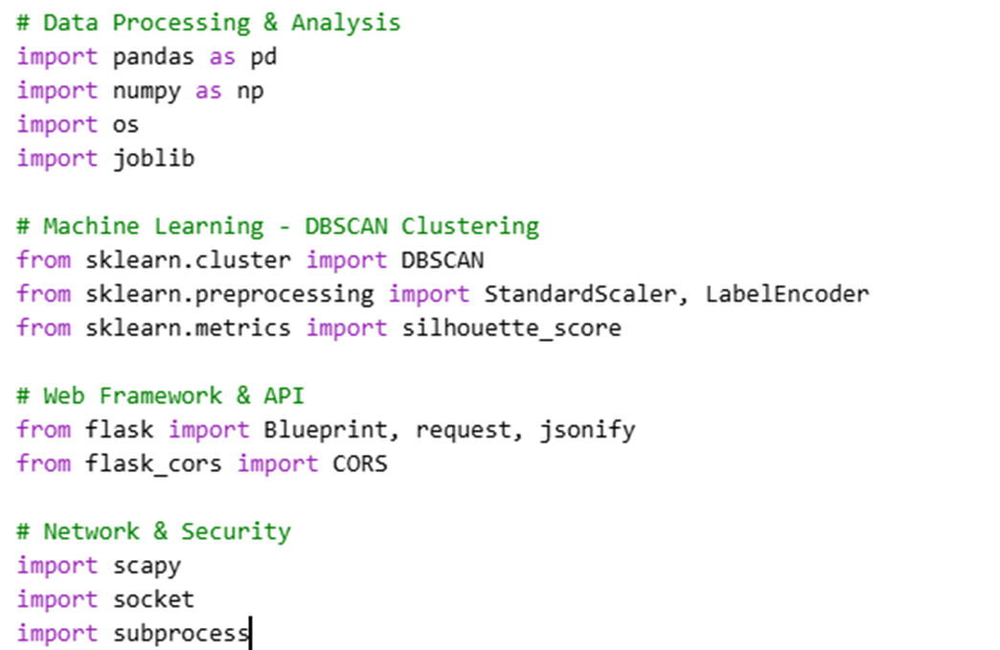 # Data Processing & Analysis
import pandas as pd
import numpy as np
import os
import joblib
# Machine Learning - DBSCAN Clustering
from sklearn.cluster import DBSCAN
from sklearn.preprocessing import StandardScaler, LabelEncoder
from sklearn.metrics import silhouette_score
# Web Framework & API
from flask import Blueprint, request, jsonify
from flask_cors import CORS
# Network & Security
import scapy
import socket
import subprocess